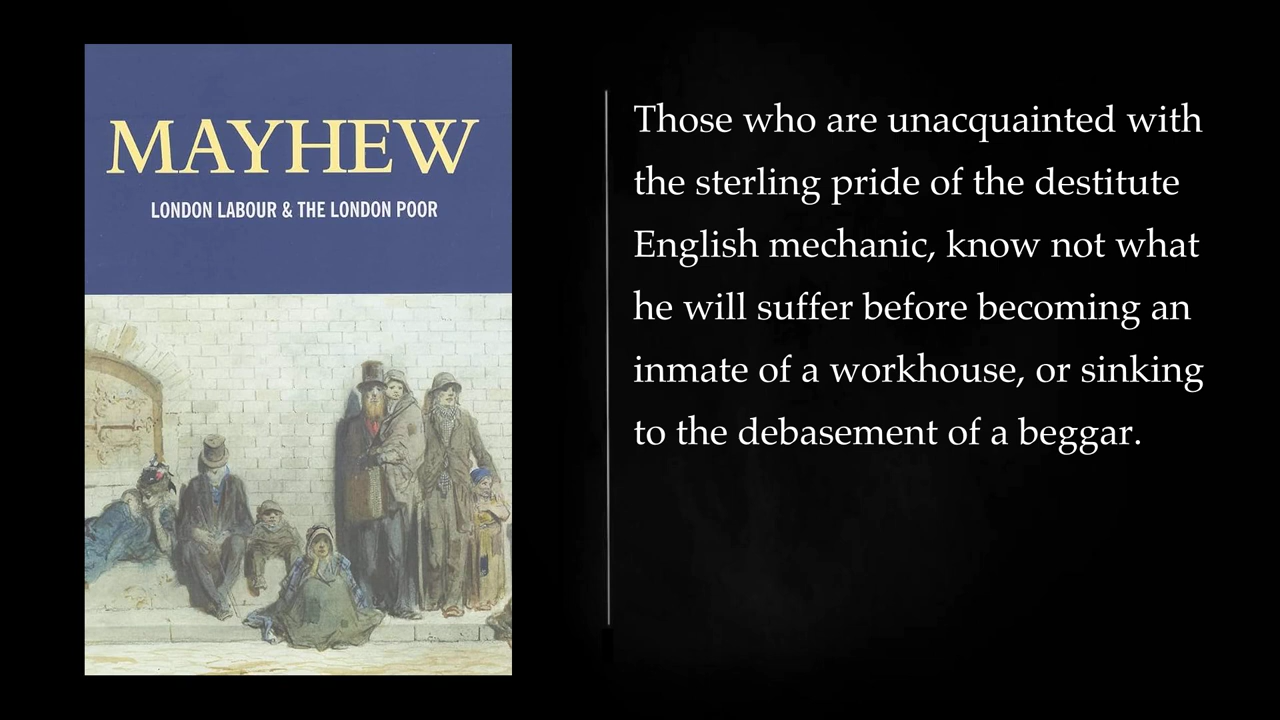 MAYHEW
LONDON LABOUR & THE LONDON POOR
Those who are unacquainted with
the sterling pride of the destitute
English mechanic, know not what
he will suffer before becoming an
inmate of a workhouse, or sinking
to the debasement of a beggar.